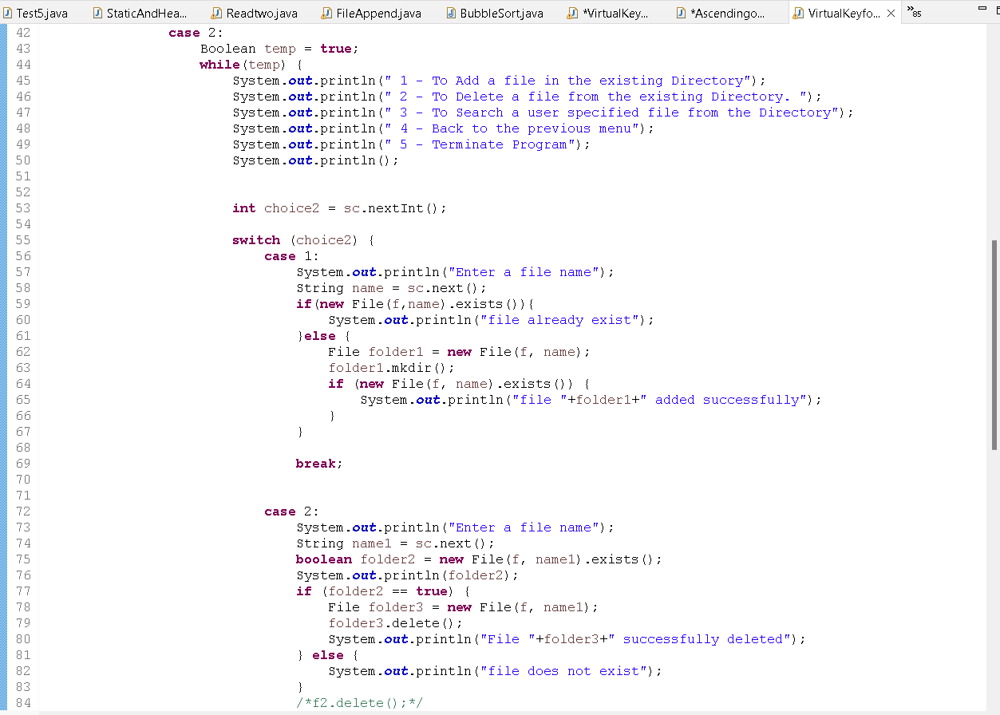 Test5.java StaticAndHea... Readtwo.java FileAppend.java BubbleSort.java *VirtualKey... *Ascendingo... VirtualKeyfo... »85
42 case 2:
43 Boolean temp = true;
44 while(temp) {
45 System.out.println(" 1 - To Add a file in the existing Directory");
46 System.out.println(" 2 - To Delete a file from the existing Directory. ");
47 System.out.println(" 3 - To Search a user specified file from the Directory");
48 System.out.println(" 4 - Back to the previous menu");
49 System.out.println(" 5 - Terminate Program");
50 System.out.println();
51
52
53 int choice2 = sc.nextInt();
54
55 switch (choice2) {
56 case 1:
57 System.out.println("Enter a file name");
58 String name = sc.next();
59 if(new File(f,name).exists()){
60 System.out.println("file already exist");
61 }else {
62 File folder1 = new File(f, name);
63 folder1.mkdir();
64 if (new File(f, name).exists()) {
65 System.out.println("file "+folder1+" added successfully");
66 }
67 }
68
69 break;
70
71
72 case 2:
73 System.out.println("Enter a file name");
74 String name1 = sc.next();
75 boolean folder2 = new File(f, name1).exists();
76 System.out.println(folder2);
77 if (folder2 == true) {
78 File folder3 = new File(f, name1);
79 folder3.delete();
80 System.out.println("File "+folder3+" successfully deleted");
81 } else {
82 System.out.println("file does not exist");
83 }
84 /*f2.delete();*/